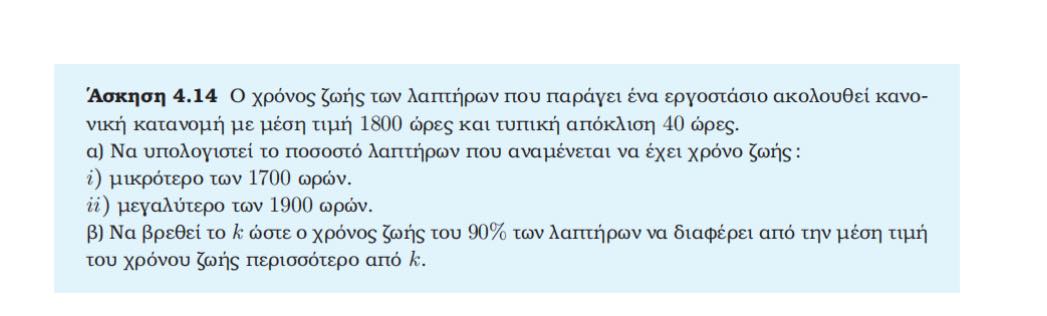 Άσκηση 4.14 Ο χρόνος ζωής των λαπτήρων που παράγει ένα εργοστάσιο ακολουθεί κανο-
νική κατανομή με μέση τιμή 1800 ώρες και τυπική απόκλιση 40 ώρες.
α) Να υπολογιστεί το ποσοστό λαπτήρων που αναμένεται να έχει χρόνο ζωής:
i) μικρότερο των 1700 ωρών.
ii) μεγαλύτερο των 1900 ωρών.
β) Να βρεθεί το k ώστε ο χρόνος ζωής του 90% των λαπτήρων να διαφέρει από την μέση τιμή
του χρόνου ζωής περισσότερο από k.